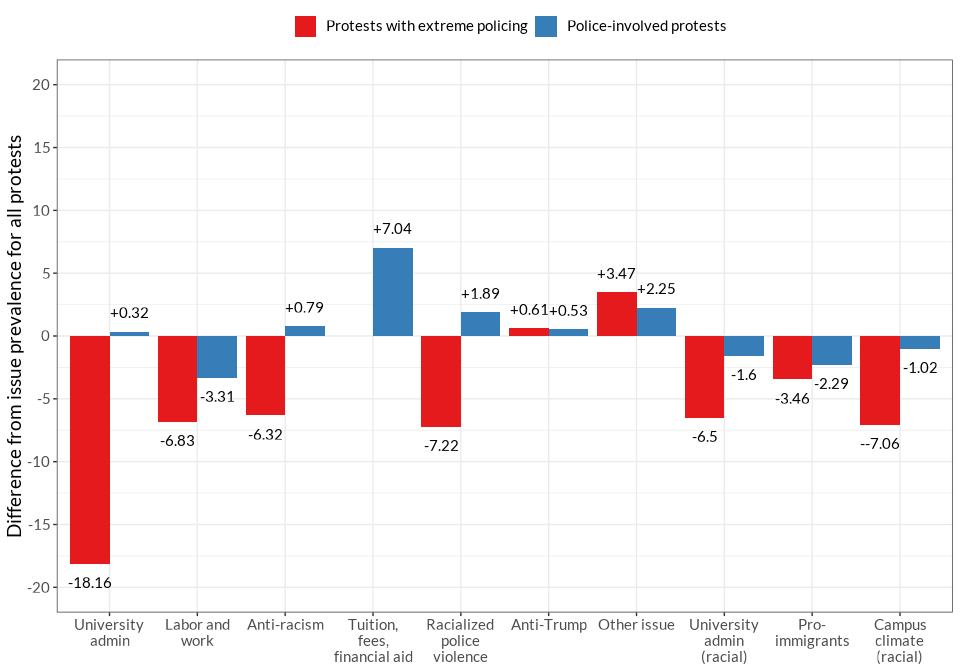 Protests with extreme policing Police-involved protests
Difference from issue prevalence for all protests
20
15
10
5
0
-5
-10
-15
-20
+7.04
+3.47
+2.25
+1.89
+0.79
+0.61
+0.53
+0.32
-1.02
-1.6
-2.29
-3.46
-3.31
-6.32
-6.83
-6.5
-7.22
--7.06
-18.16
University
admin
Labor and
work
Anti-racism
Tuition,
fees,
financial aid
Racialized
police
violence
Anti-Trump
Other issue
University
admin
(racial)
Pro-
immigrants
Campus
climate
(racial)